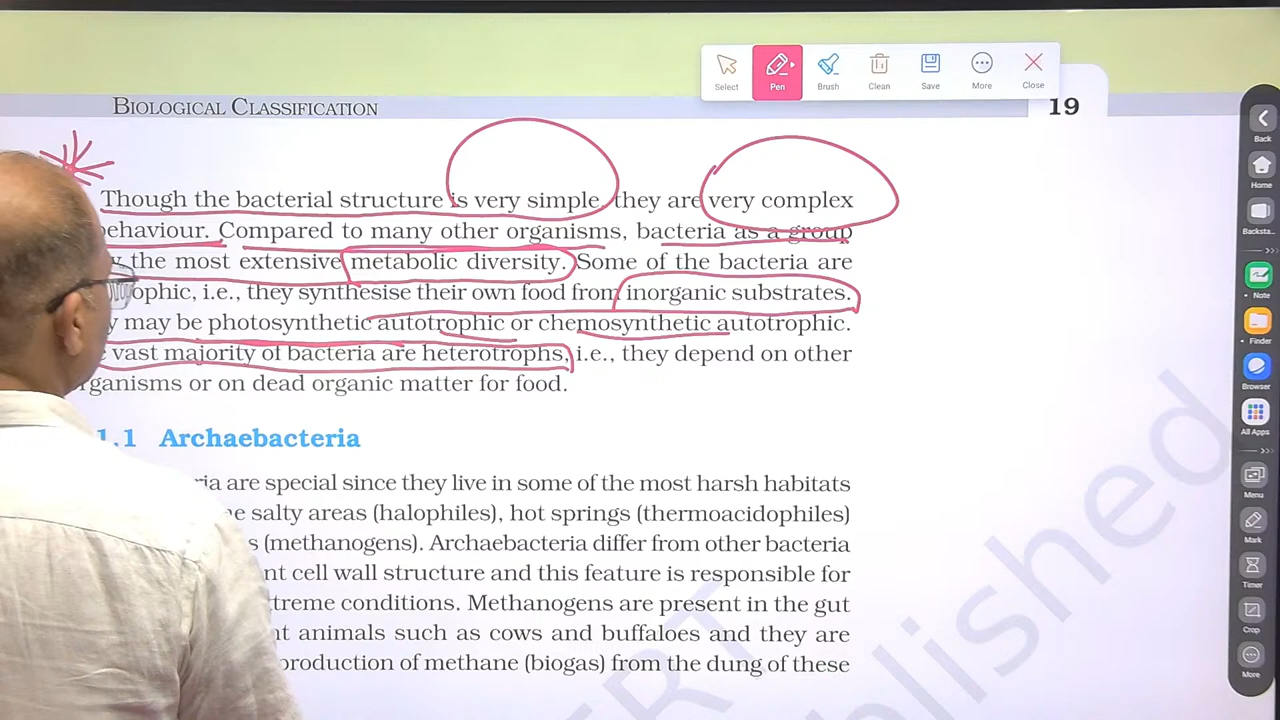 Select
Pen
Brush
Clean
Save
More
Close
BIOLOGICAL CLASSIFICATION
19
Though the bacterial structure is very simple, they are very complex
behaviour. Compared to many other organisms, bacteria as a group
the most extensive metabolic diversity. Some of the bacteria are
i.e., they synthesise their own food from inorganic substrates.
may be photosynthetic autotrophic or chemosynthetic autotrophic.
vast majority of bacteria are heterotrophs, i.e., they depend on other
organisms or on dead organic matter for food.
1.1 Archaebacteria
are special since they live in some of the most harsh habitats
salty areas (halophiles), hot springs (thermoacidophiles)
(methanogens). Archaebacteria differ from other bacteria
cell wall structure and this feature is responsible for
conditions. Methanogens are present in the gut
animals such as cows and buffaloes and they are
production of methane (biogas) from the dung of these
Back
Home
Backsta...
Note
Finder
Browser
All Apps
Menu
Mark
Timer
Crop
More